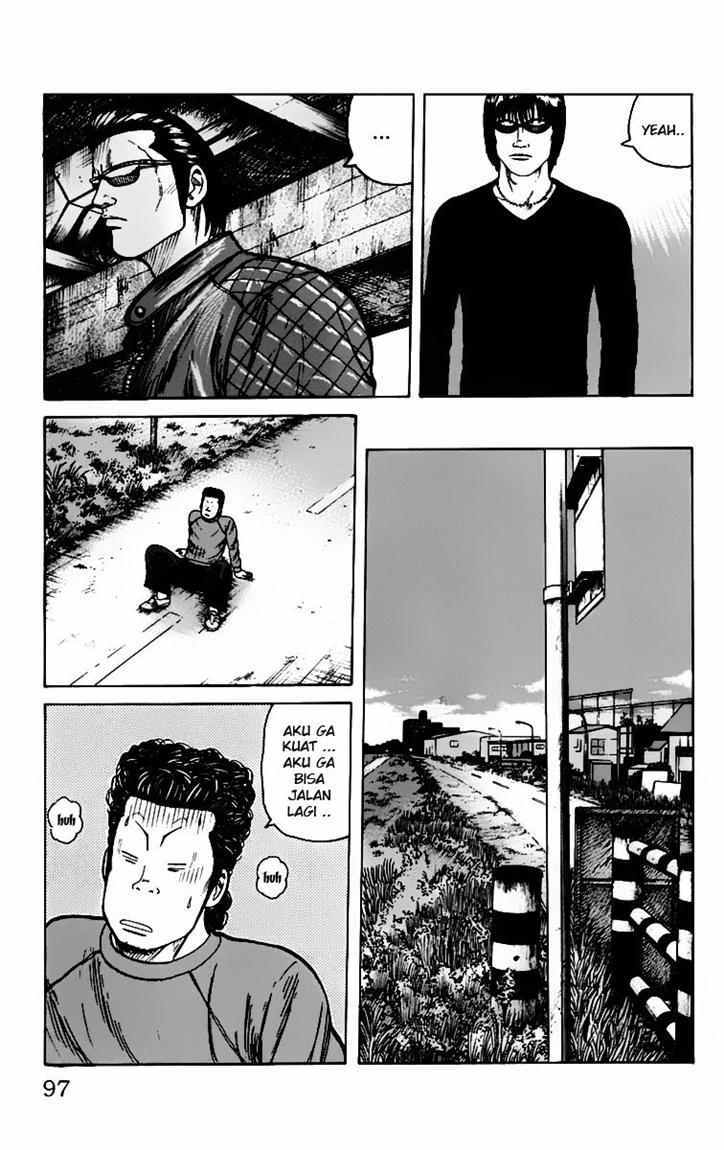 YEAH..
...
AKU GA
KUAT ...
AKU GA
BISA
JALAN
LAGI ..
huh
huh
97